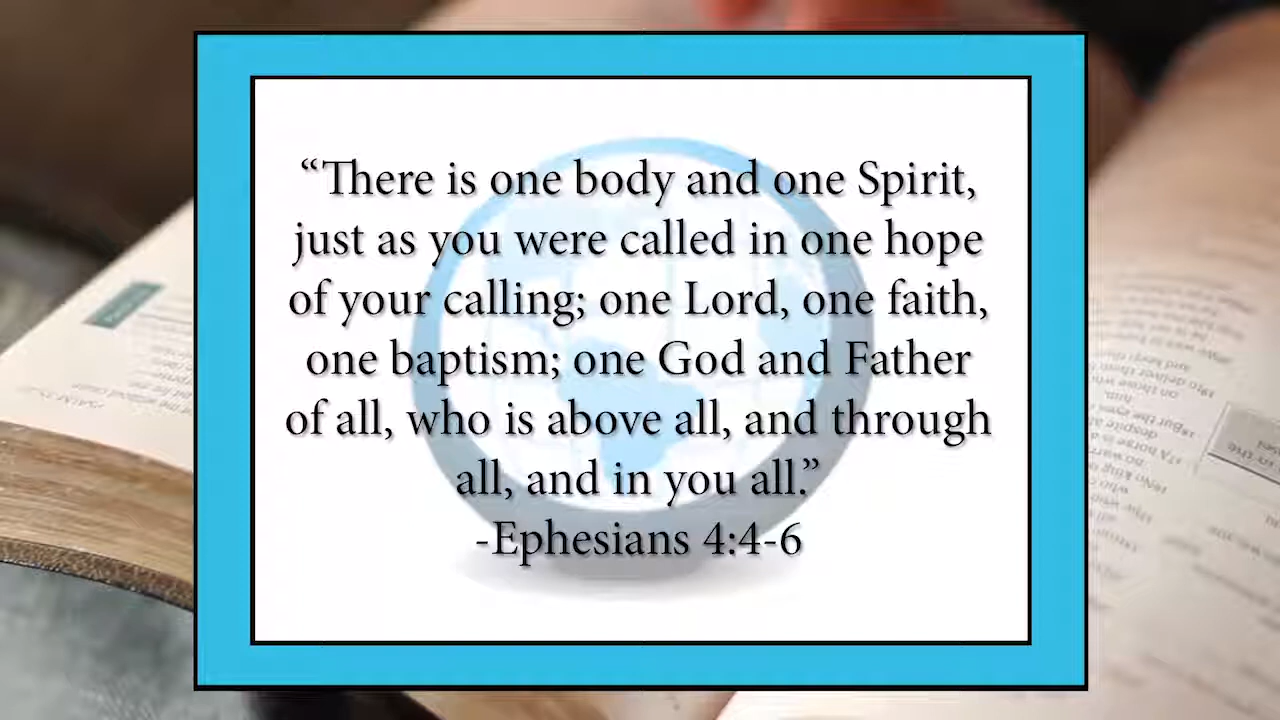 “There is one body and one Spirit,
just as you were called in one hope
of your calling; one Lord, one faith,
one baptism; one God and Father
of all, who is above all, and through
all, and in you all.”
-Ephesians 4:4-6